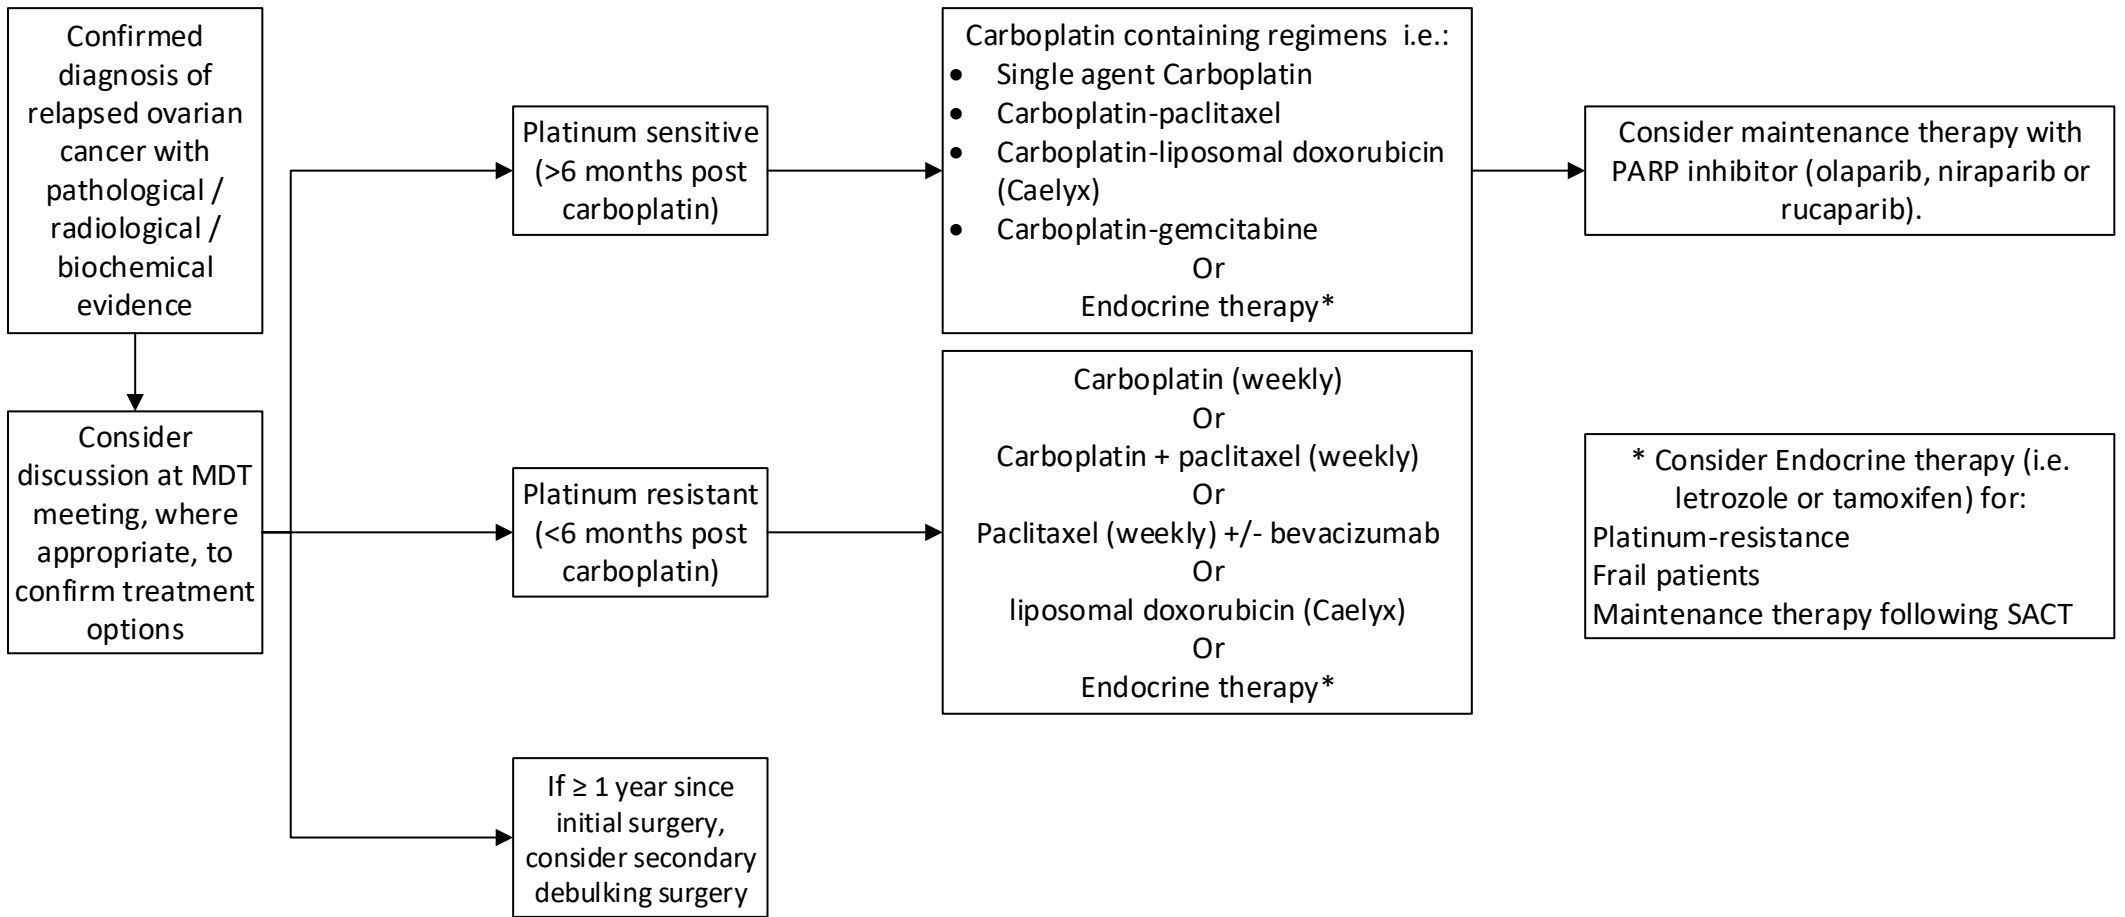 Confirmed
diagnosis of
relapsed ovarian
cancer with
pathological /
radiological /
biochemical
evidence
Consider
discussion at MDT
meeting, where
appropriate, to
confirm treatment
options
Platinum sensitive
(>6 months post
carboplatin)
Carboplatin containing regimens i.e.:
• Single agent Carboplatin
• Carboplatin-paclitaxel
• Carboplatin-liposomal doxorubicin
(Caelyx)
• Carboplatin-gemcitabine
Or
Endocrine therapy*
Consider maintenance therapy with
PARP inhibitor (olaparib, niraparib or
rucaparib).
Platinum resistant
(<6 months post
carboplatin)
Carboplatin (weekly)
Or
Carboplatin + paclitaxel (weekly)
Or
Paclitaxel (weekly) +/- bevacizumab
Or
liposomal doxorubicin (Caelyx)
Or
Endocrine therapy*
* Consider Endocrine therapy (i.e.
letrozole or tamoxifen) for:
Platinum-resistance
Frail patients
Maintenance therapy following SACT
If ≥ 1 year since
initial surgery,
consider secondary
debulking surgery